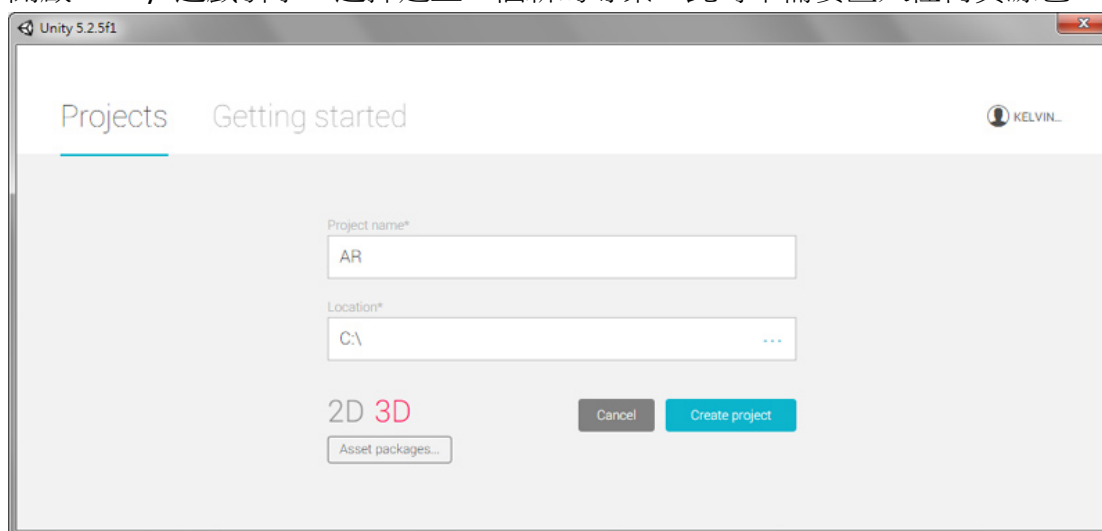 Unity 5.2.5f1
Projects Getting started
KELVIN...
Project name*
AR
Location*
C:\
...
2D 3D
Cancel Create project
Asset packages...